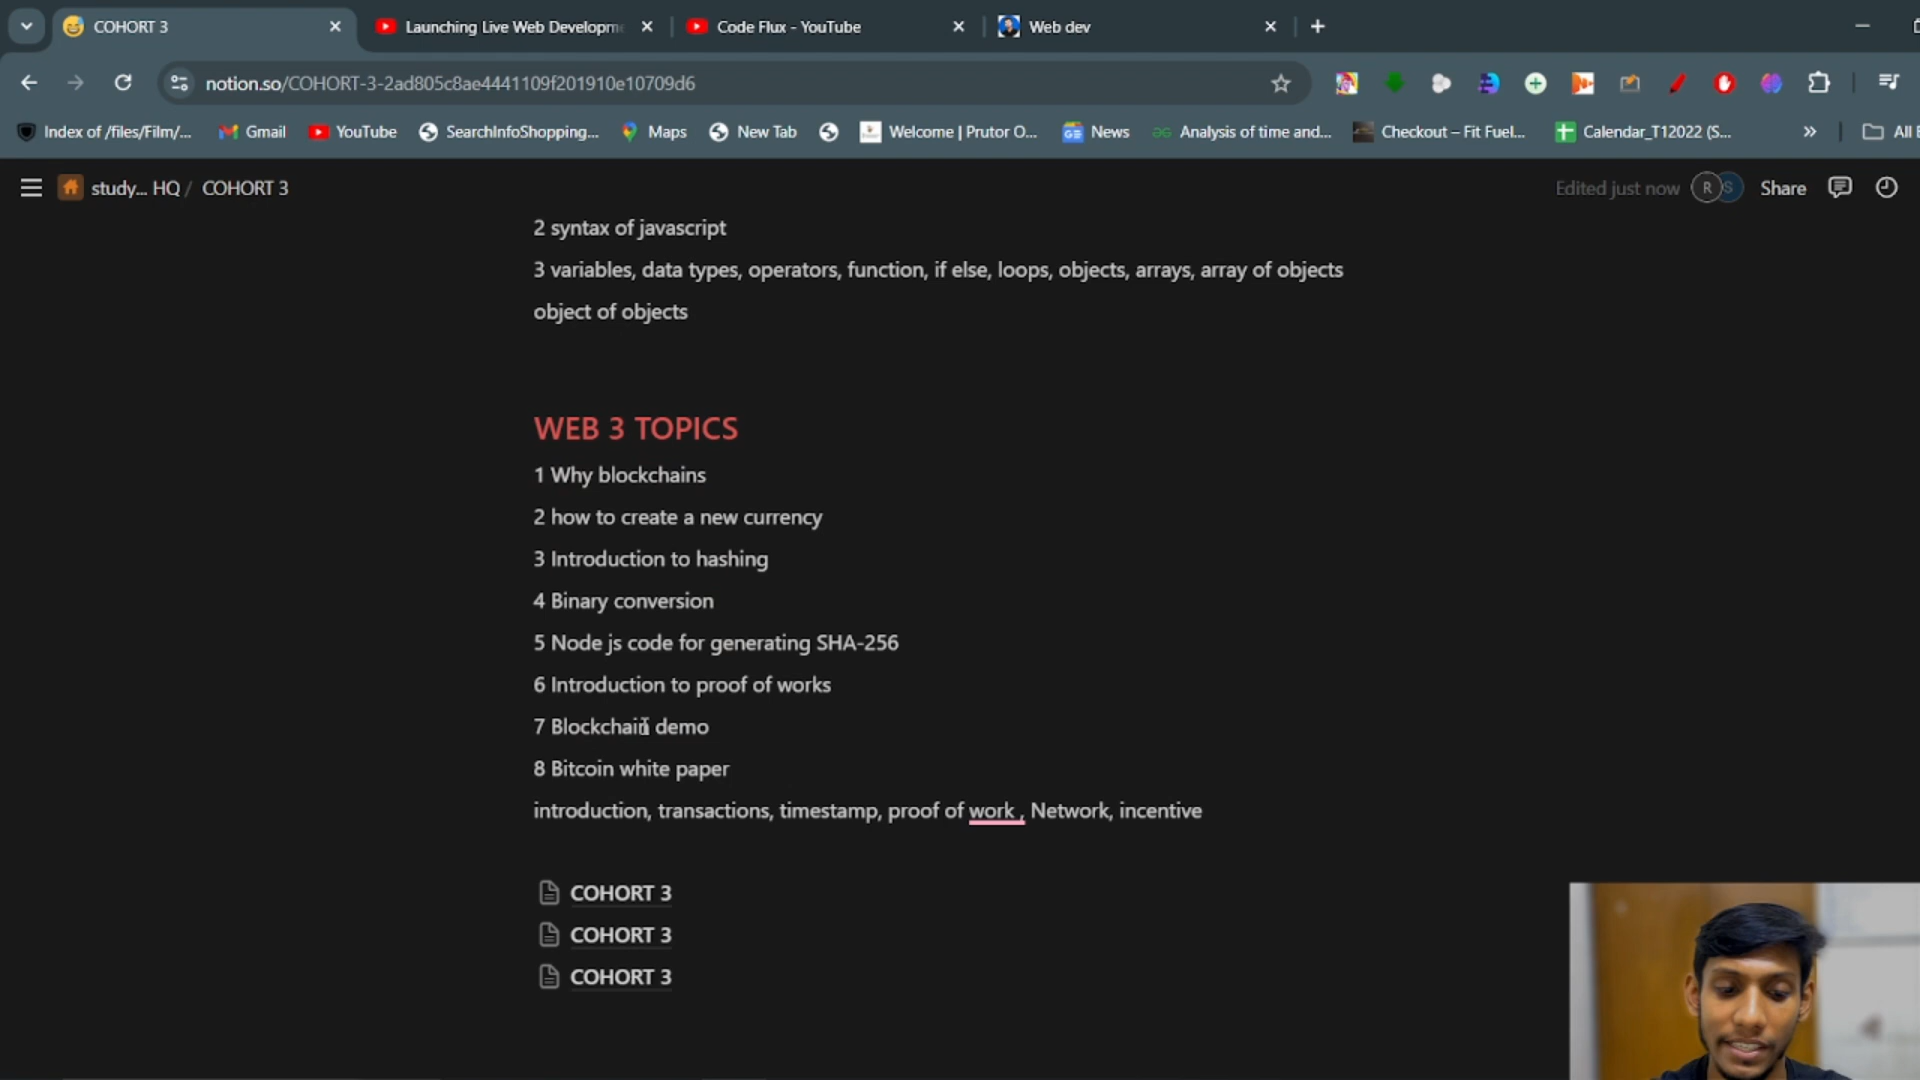 COHORT 3
Launching Live Web Developm
Code Flux - YouTube
Web dev
notion.so/COHORT-3-2ad805c8ae4441109f201910e10709d6
Index of /files/Film/...
Gmail
YouTube
SearchInfoShopping...
Maps
New Tab
Welcome | Prutor O...
News
Analysis of time and...
Checkout – Fit Fuel...
Calendar_T12022 (S...
»
All
study... HQ / COHORT 3
Edited just now
R
S
Share
2 syntax of javascript
3 variables, data types, operators, function, if else, loops, objects, arrays, array of objects
object of objects
WEB 3 TOPICS
1 Why blockchains
2 how to create a new currency
3 Introduction to hashing
4 Binary conversion
5 Node js code for generating SHA-256
6 Introduction to proof of works
7 Blockchain demo
8 Bitcoin white paper
introduction, transactions, timestamp, proof of work , Network, incentive
COHORT 3
COHORT 3
COHORT 3